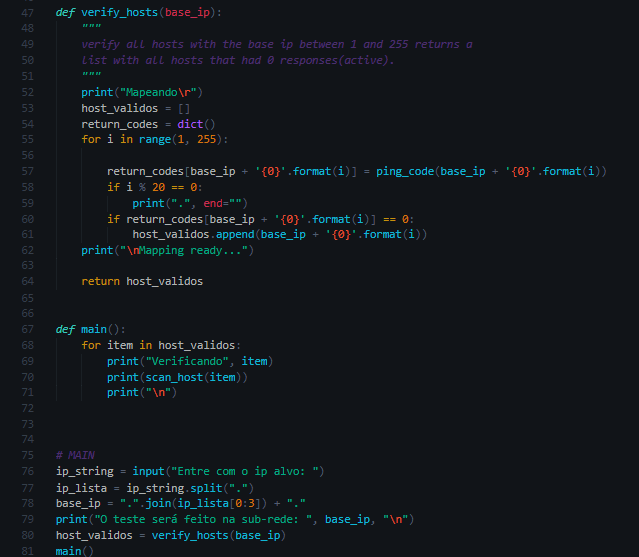 47 def verify_hosts(base_ip):
48     """
49     verify all hosts with the base ip between 1 and 255 returns a
50     list with all hosts that had 0 responses(active).
51     """
52     print("Mapeando\r")
53     host_validos = []
54     return_codes = dict()
55     for i in range(1, 255):
56
57         return_codes[base_ip + '{0}'.format(i)] = ping_code(base_ip + '{0}'.format(i))
58         if i % 20 == 0:
59             print(".", end="")
60         if return_codes[base_ip + '{0}'.format(i)] == 0:
61             host_validos.append(base_ip + '{0}'.format(i))
62     print("\nMapping ready...")
63
64     return host_validos
65
66
67 def main():
68     for item in host_validos:
69         print("Verificando", item)
70         print(scan_host(item))
71         print("\n")
72
73
74
75 # MAIN
76 ip_string = input("Entre com o ip alvo: ")
77 ip_lista = ip_string.split(".")
78 base_ip = ".".join(ip_lista[0:3]) + "."
79 print("O teste será feito na sub-rede: ", base_ip, "\n")
80 host_validos = verify_hosts(base_ip)
81 main()